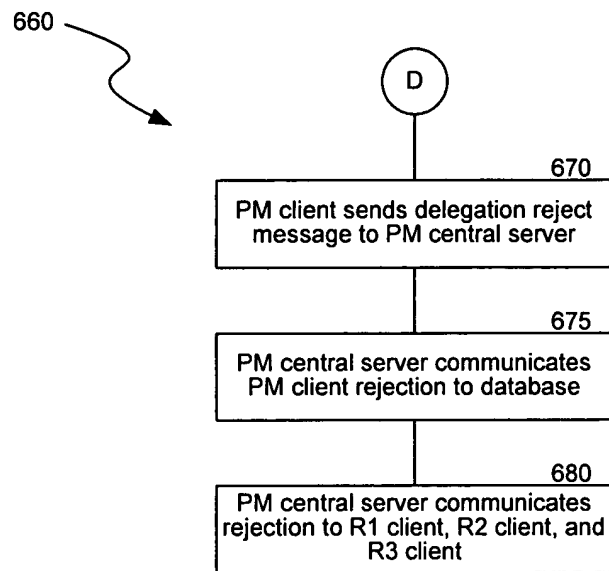 660
D
670
PM client sends delegation reject
message to PM central server
675
PM central server communicates
PM client rejection to database
680
PM central server communicates
rejection to R1 client, R2 client, and
R3 client